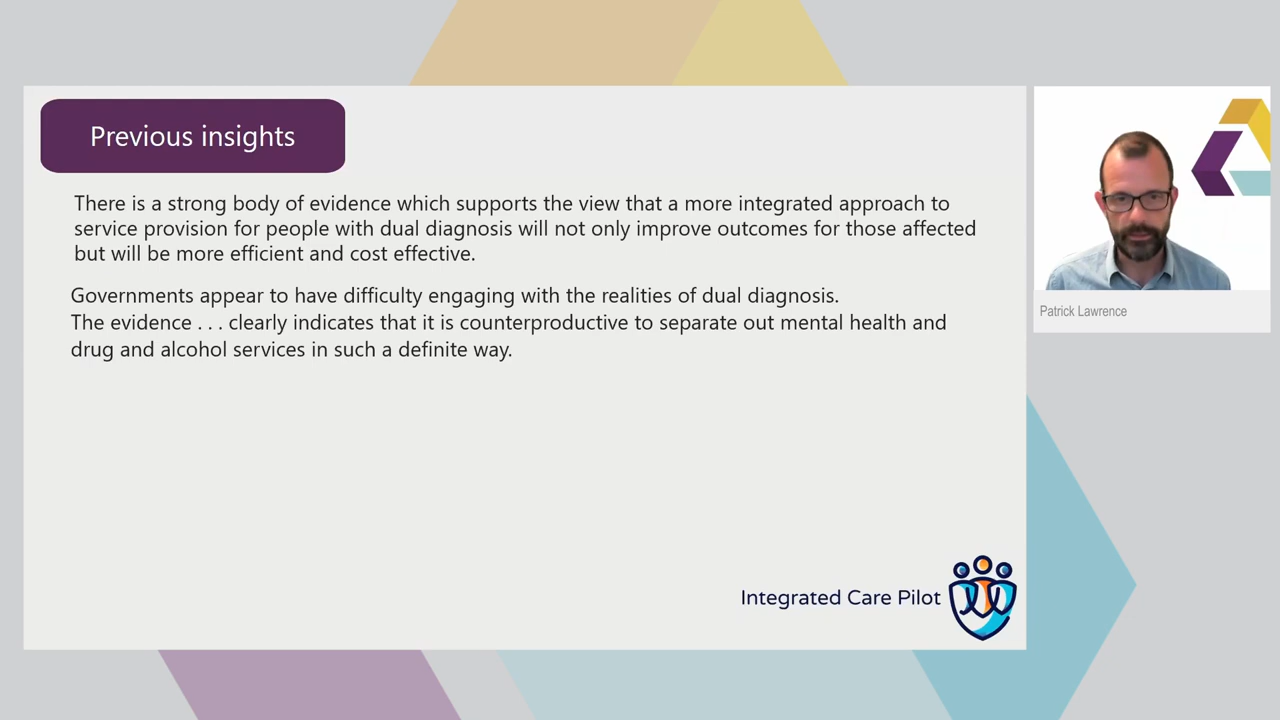 Previous insights
There is a strong body of evidence which supports the view that a more integrated approach to
service provision for people with dual diagnosis will not only improve outcomes for those affected
but will be more efficient and cost effective.
Governments appear to have difficulty engaging with the realities of dual diagnosis.
The evidence . . . clearly indicates that it is counterproductive to separate out mental health and
drug and alcohol services in such a definite way.
Integrated Care Pilot
Patrick Lawrence